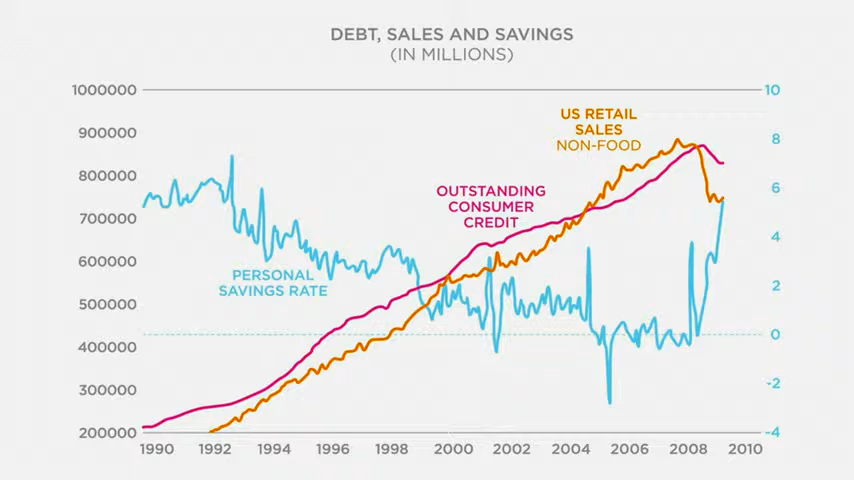 DEBT, SALES AND SAVINGS
(IN MILLIONS)
1000000
900000
800000
700000
600000
500000
400000
300000
200000
10
8
6
4
2
0
-2
-4
US RETAIL
SALES
NON-FOOD
OUTSTANDING
CONSUMER
CREDIT
PERSONAL
SAVINGS RATE
1990 1992 1994 1996 1998 2000 2002 2004 2006 2008 2010